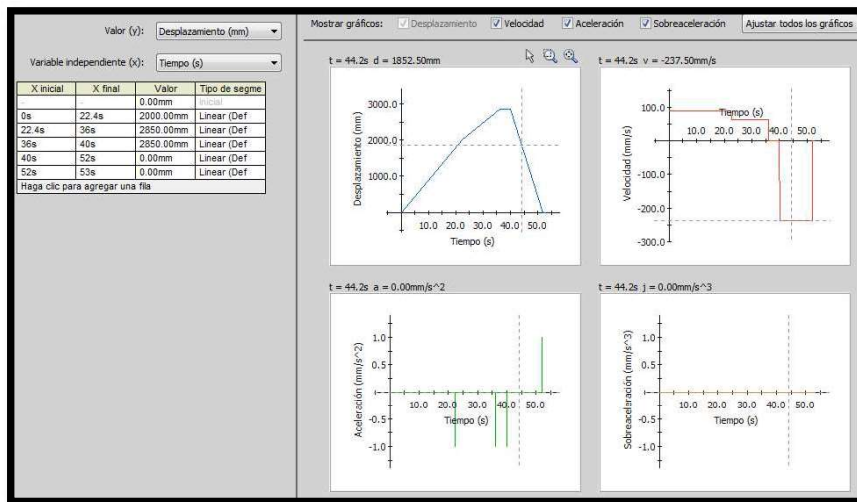 Valor (y): Desplazamiento (mm)
Variable independiente (x): Tiempo (s)
X inicial X final Valor Tipo de segme
- - 0.00mm Inicial
0s 22.4s 2000.00mm Linear (Def
22.4s 36s 2850.00mm Linear (Def
36s 40s 2850.00mm Linear (Def
40s 52s 0.00mm Linear (Def
52s 53s 0.00mm Linear (Def
Haga clic para agregar una fila
Mostrar gráficos: Desplazamiento Velocidad Aceleración Sobreaceleración Ajustar todos los gráficos
t = 44.2s d = 1852.50mm
3000.0
2000.0
1000.0
10.0 20.0 30.0 40.0 50.0
Desplazamiento (mm)
Tiempo (s)
t = 44.2s v = -237.50mm/s
100.0
Tiempo (s)
10.0 20.0 30.0 40.0 50.0
-100.0
-200.0
-300.0
Velocidad (mm/s)
t = 44.2s a = 0.00mm/s^2
1.0
0.5
10.0 20.0 30.0 40.0 50.0
-0.5
-1.0
Aceleración (mm/s^2)
Tiempo (s)
t = 44.2s j = 0.00mm/s^3
1.0
0.5
10.0 20.0 30.0 40.0 50.0
-0.5
-1.0
Sobreaceleración (mm/s^3)
Tiempo (s)